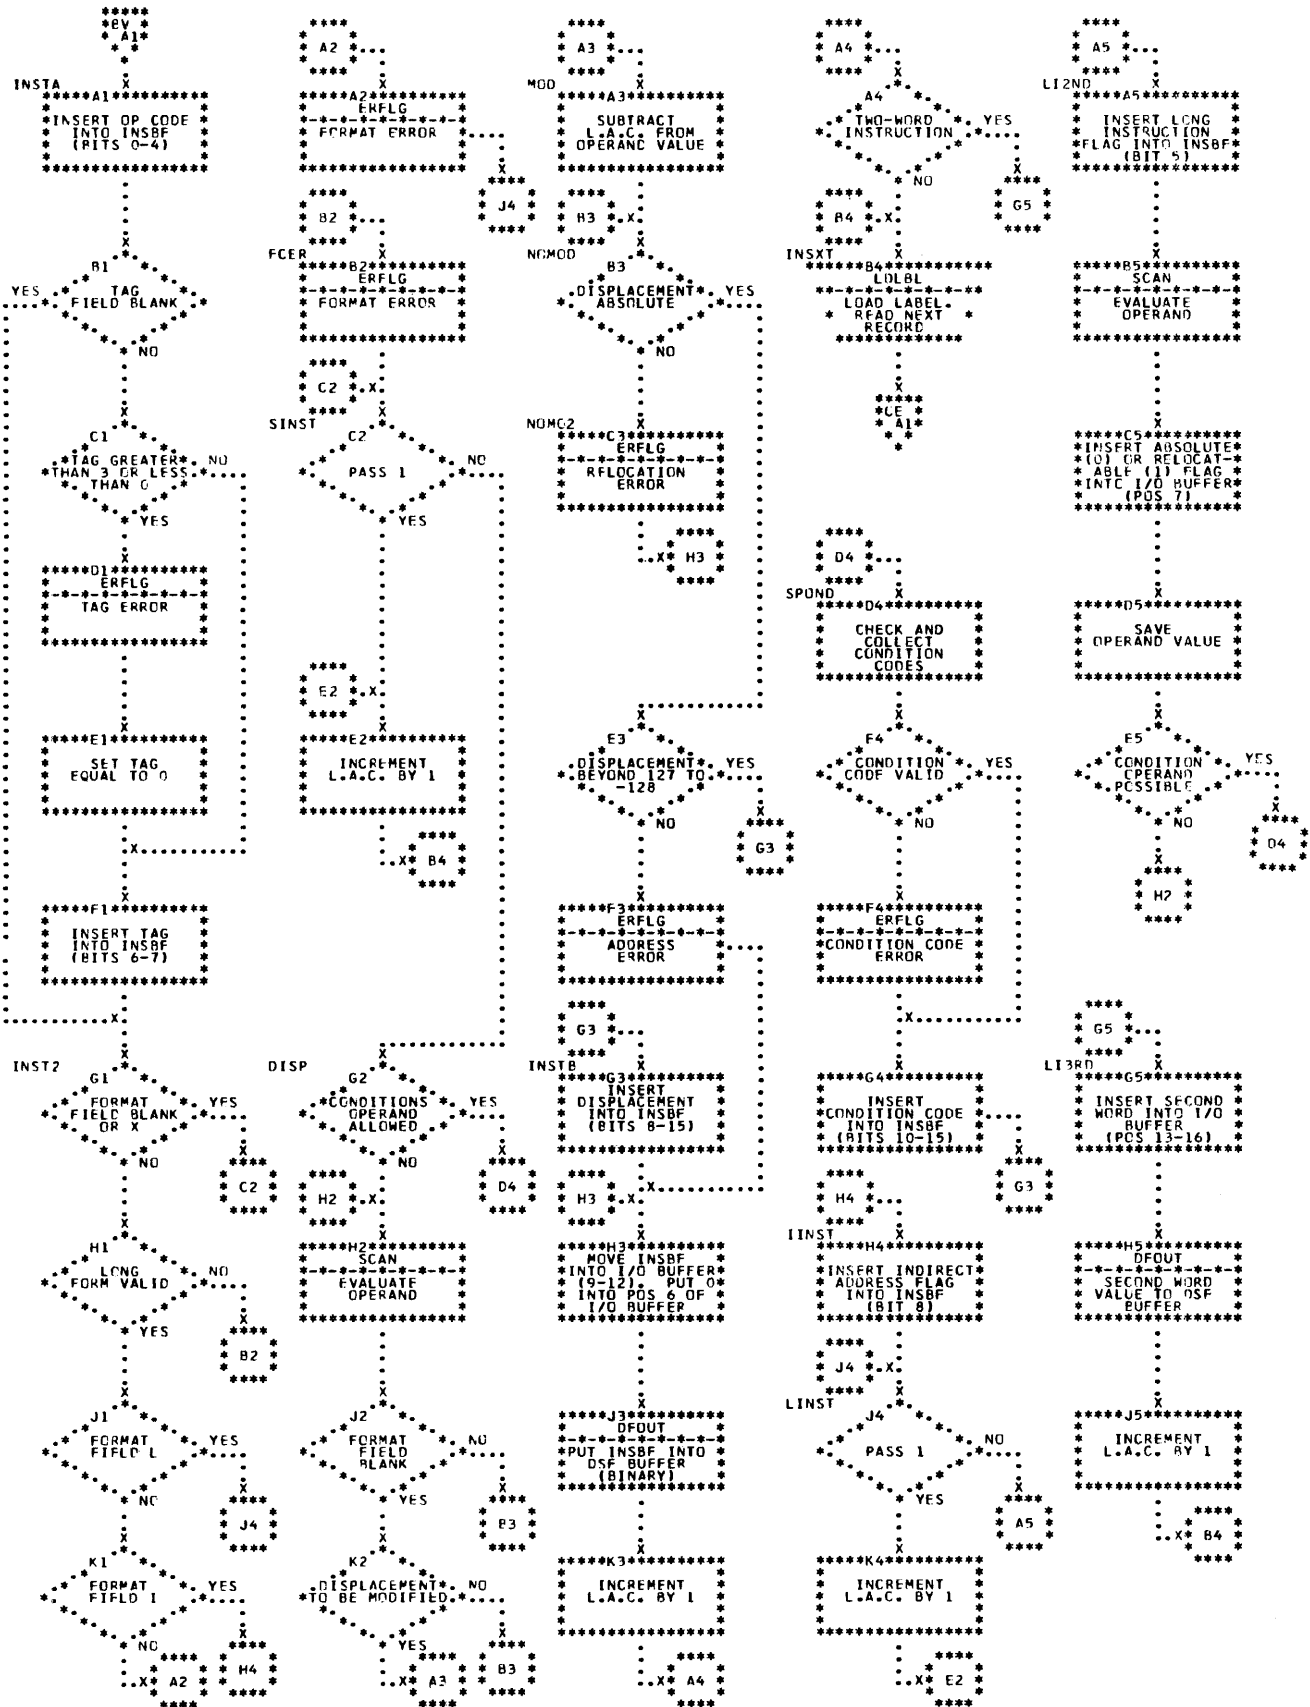 BV
A1
INSTA
A1
INSERT OP CODE
INTO INSBF
(BITS 0-4)
B1
TAG
FIELD BLANK
YES
NO
C1
TAG GREATER
THAN 3 OR LESS
THAN 0
NO
YES
D1
ERFLG
TAG ERROR
E1
SET TAG
EQUAL TO 0
F1
INSERT TAG
INTO INSBF
(BITS 6-7)
INST2
G1
FORMAT
FIELD BLANK
OR X
YES
C2
NO
H1
LONG
FORM VALID
NO
B2
YES
J1
FORMAT
FIELD L
YES
J4
NO
K1
FORMAT
FIELD I
YES
H4
NO
A2
A2
A2
ERFLG
FORMAT ERROR
J4
B2
FCER
B2
ERFLG
FORMAT ERROR
C2
SINST
C2
PASS 1
NO
YES
E2
E2
INCREMENT
L.A.C. BY 1
B4
DISP
G2
CONDITIONS
OPERAND
ALLOWED
YES
D4
NO
H2
H2
SCAN
EVALUATE
OPERAND
J2
FORMAT
FIELD
BLANK
NO
B3
YES
K2
DISPLACEMENT
TO BE MODIFIED
NO
B3
YES
A3
A3
MOD
A3
SUBTRACT
L.A.C. FROM
OPERAND VALUE
B3
NOMOD
B3
DISPLACEMENT
ABSOLUTE
YES
NO
NOMO2
C3
ERFLG
RELOCATION
ERROR
H3
E3
DISPLACEMENT
BEYOND 127 TO
-128
YES
G3
NO
F3
ERFLG
ADDRESS
ERROR
G3
INSTB
G3
INSERT
DISPLACEMENT
INTO INSBF
(BITS 8-15)
H3
H3
MOVE INSBF
INTO I/O BUFFER
(9-12). PUT 0
INTO POS 6 OF
I/O BUFFER
J3
DFOUT
PUT INSBF INTO
DSF BUFFER
(BINARY)
K3
INCREMENT
L.A.C. BY 1
A4
A4
A4
TWO-WORD
INSTRUCTION
YES
G5
NO
B4
INSXT
B4
LDLBL
LOAD LABEL.
READ NEXT
RECORD
CE
A1
D4
SPOND
D4
CHECK AND
COLLECT
CONDITION
CODES
E4
CONDITION
CODE VALID
YES
NO
F4
ERFLG
CONDITION CODE
ERROR
G4
INSERT
CONDITION CODE
INTO INSBF
(BITS 10-15)
G3
H4
IINST
H4
INSERT INDIRECT
ADDRESS FLAG
INTO INSBF
(BIT 8)
J4
LINST
J4
PASS 1
NO
A5
YES
K4
INCREMENT
L.A.C. BY 1
E2
A5
LI2ND
A5
INSERT LONG
INSTRUCTION
FLAG INTO INSBF
(BIT 5)
B5
SCAN
EVALUATE
OPERAND
C5
INSERT ABSOLUTE
(0) OR RELOCAT-
ABLE (1) FLAG
INTO I/O BUFFER
(POS 7)
D5
SAVE
OPERAND VALUE
E5
CONDITION
OPERAND
POSSIBLE
YES
D4
NO
H2
G5
LI3RD
G5
INSERT SECOND
WORD INTO I/O
BUFFER
(POS 13-16)
H5
DFOUT
SECOND WORD
VALUE TO DSF
BUFFER
J5
INCREMENT
L.A.C. BY 1
B4